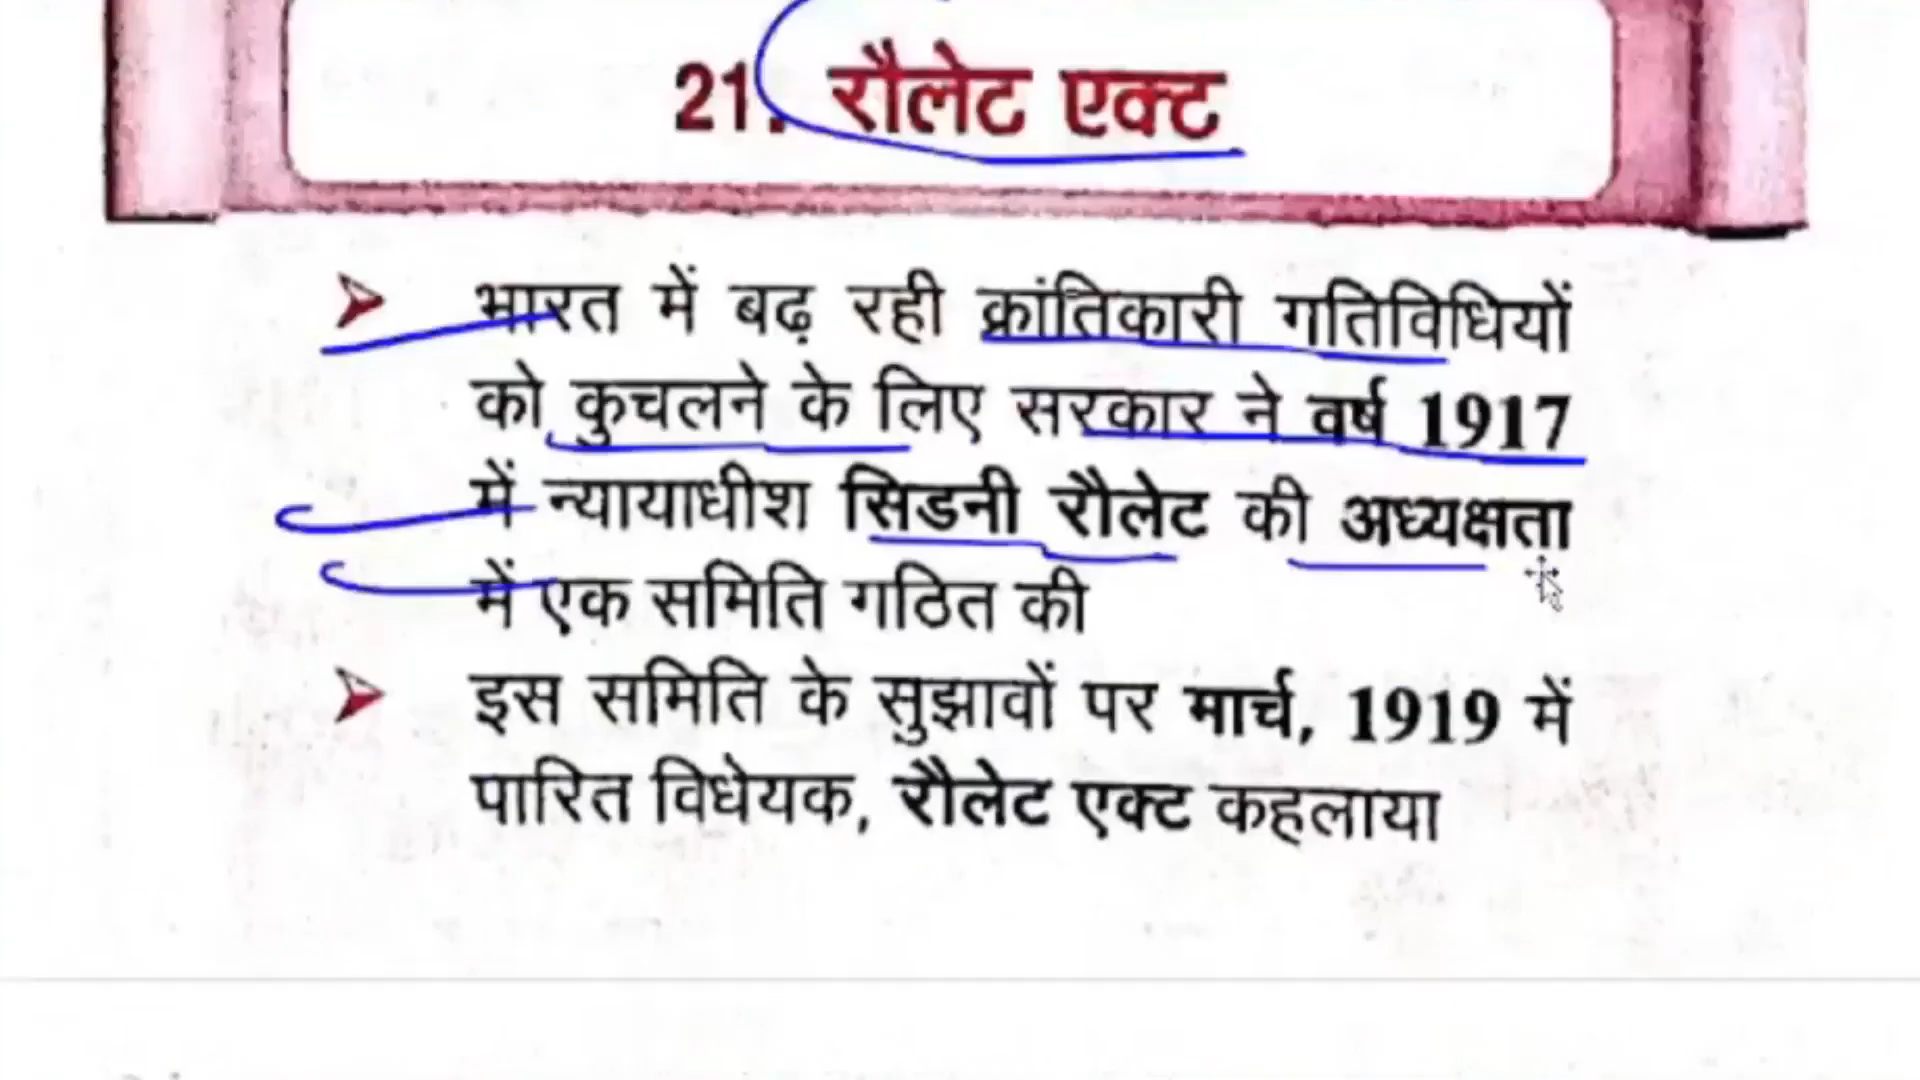 21. रौलेट एक्ट
भारत में बढ़ रही क्रांतिकारी गतिविधियों
को कुचलने के लिए सरकार ने वर्ष 1917
में न्यायाधीश सिडनी रौलेट की अध्यक्षता
में एक समिति गठित की
इस समिति के सुझावों पर मार्च, 1919 में
पारित विधेयक, रौलेट एक्ट कहलाया